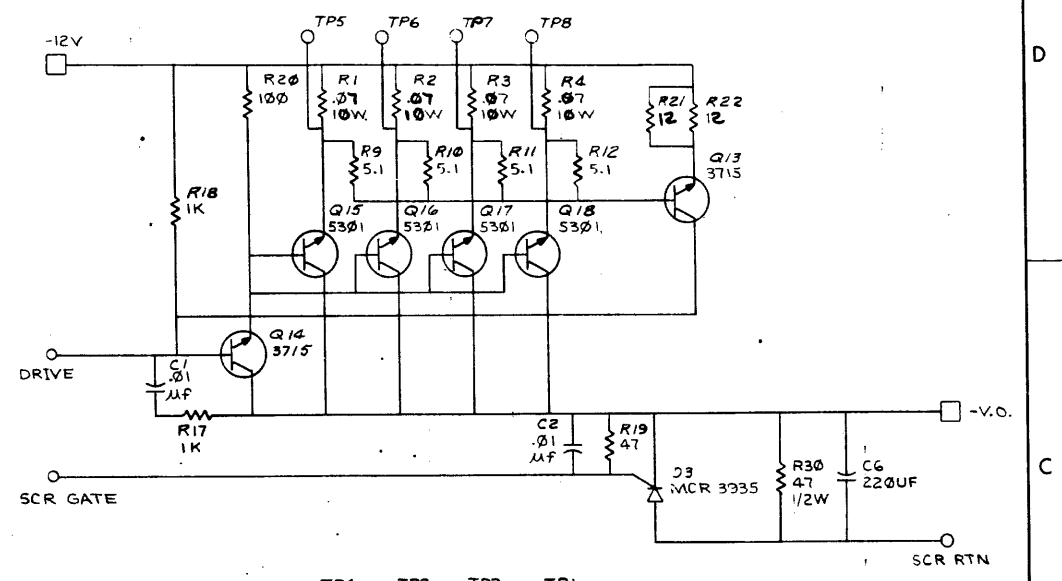 TP5 TP6 TP7 TP8
-12V
D
R20
100
R1
.07
10W
R2
.07
10W
R3
.07
10W
R4
.07
10W
R21
12
R22
12
R9
5.1
R10
5.1
R11
5.1
R12
5.1
Q13
3715
R18
1K
Q15
5301
Q16
5301
Q17
5301
Q18
5301
Q14
3715
DRIVE
C1
.01
µf
R17
1K
-V.O.
C2
.01
µf
R19
47
SCR GATE
D3
MCR 3935
R30
47
1/2W
C6
220UF
C
SCR RTN